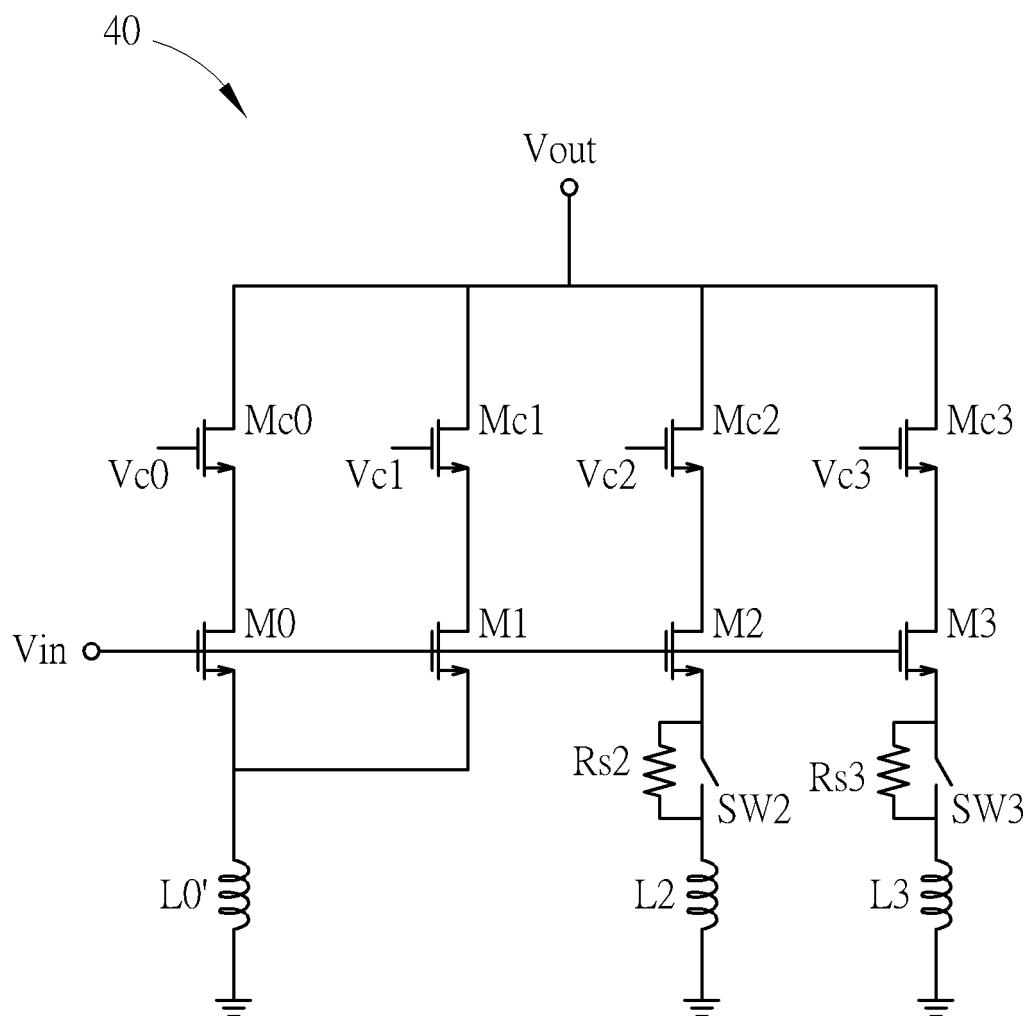 40
Vout
Mc0 Mc1 Mc2 Mc3
Vc0 Vc1 Vc2 Vc3
M0 M1 M2 M3
Vin
Rs2 SW2 Rs3 SW3
L0' L2 L3